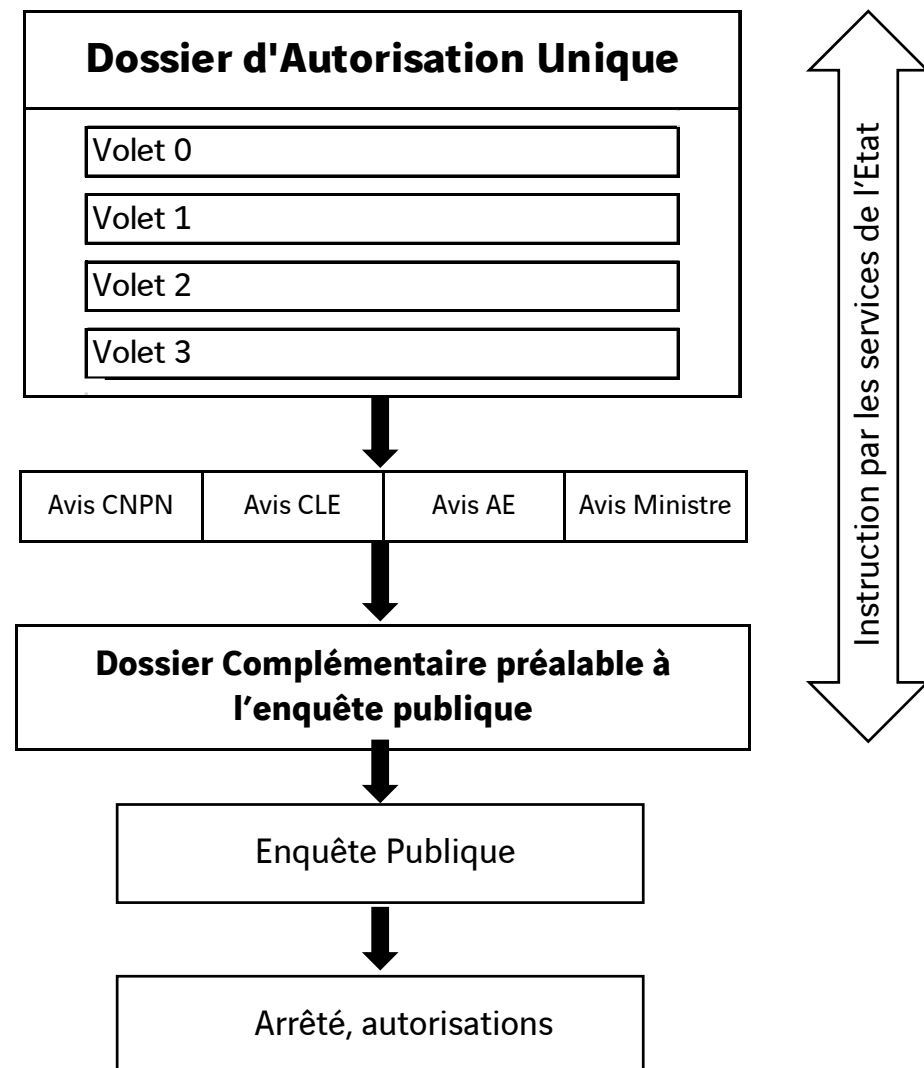 Dossier d'Autorisation Unique
Volet 0
Volet 1
Volet 2
Volet 3
Avis CNPN
Avis CLE
Avis AE
Avis Ministre
Dossier Complémentaire préalable à
l'enquête publique
Enquête Publique
Arrêté, autorisations
Instruction par les services de l'Etat